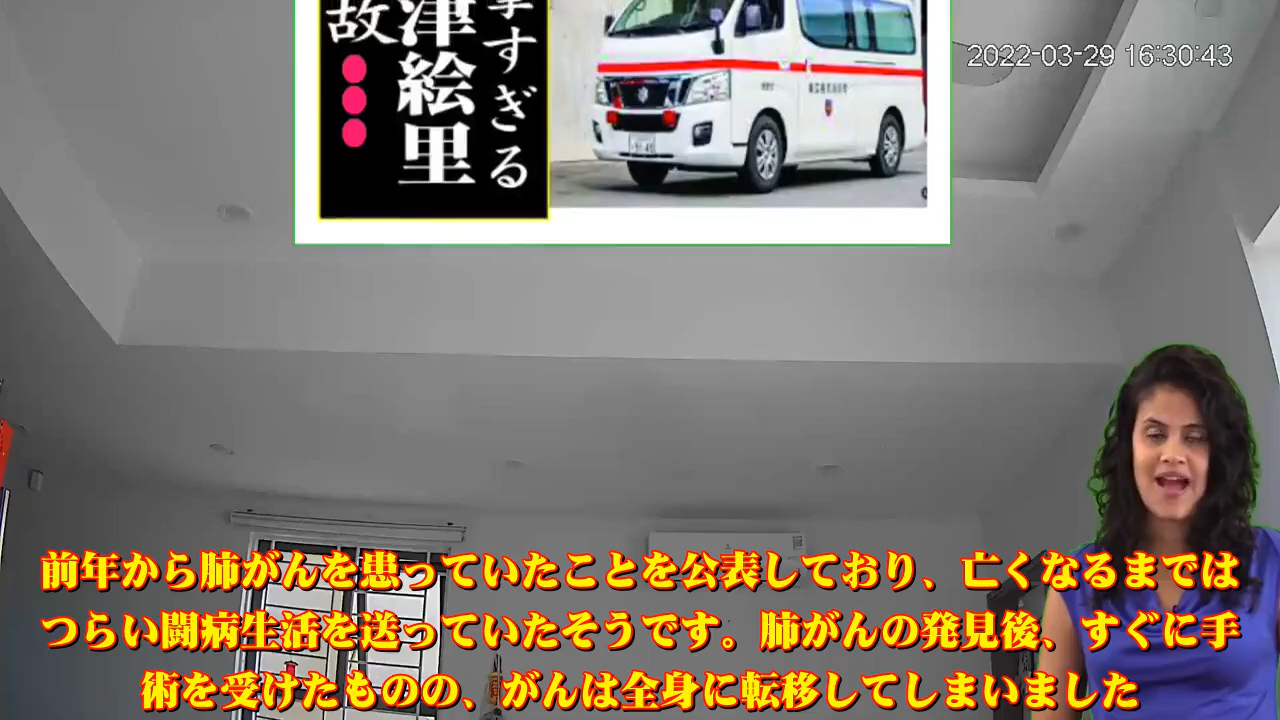 すぎる
津絵里
故
2022-03-29 16:30:43
前年から肺がんを患っていたことを公表しており、亡くなるまでは
つらい闘病生活を送っていたそうです。肺がんの発見後、すぐに手
術を受けたものの、がんは全身に転移してしまいました